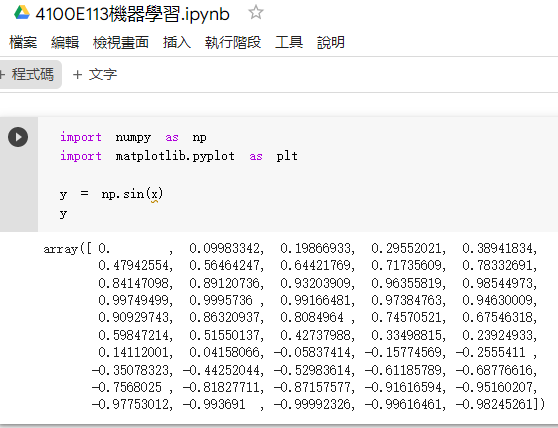 4100E113機器學習.ipynb
檔案 編輯 檢視畫面 插入 執行階段 工具 說明
+ 程式碼 + 文字
import numpy as np
import matplotlib.pyplot as plt
y = np.sin(x)
y
array([ 0.        ,  0.09983342,  0.19866933,  0.29552021,  0.38941834,
0.47942554,  0.56464247,  0.64421769,  0.71735609,  0.78332691,
0.84147098,  0.89120736,  0.93203909,  0.96355819,  0.98544973,
0.99749499,  0.9995736 ,  0.99166481,  0.97384763,  0.94630009,
0.90929743,  0.86320937,  0.8084964 ,  0.74570521,  0.67546318,
0.59847214,  0.51550137,  0.42737988,  0.33498815,  0.23924933,
0.14112001,  0.04158066, -0.05837414, -0.15774569, -0.2555411 ,
-0.35078323, -0.44252044, -0.52983614, -0.61185789, -0.68776616,
-0.7568025 , -0.81827711, -0.87157577, -0.91616594, -0.95160207,
-0.97753012, -0.993691  , -0.99992326, -0.99616461, -0.98245261])